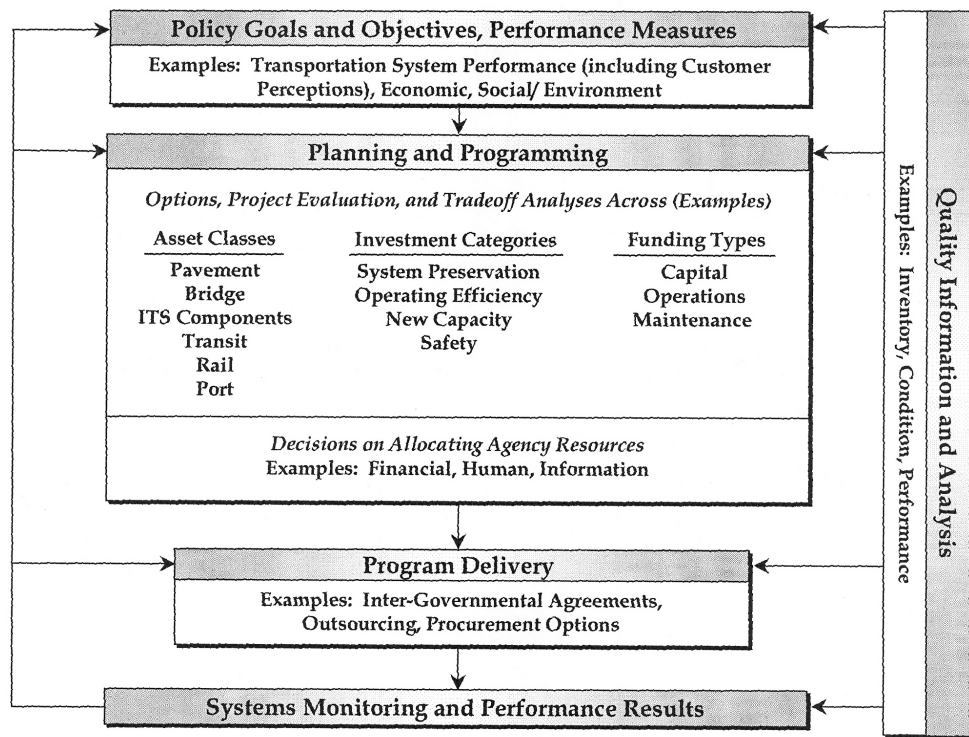 Policy Goals and Objectives, Performance Measures
Examples: Transportation System Performance (including Customer
Perceptions), Economic, Social/ Environment
Planning and Programming
Options, Project Evaluation, and Tradeoff Analyses Across (Examples)
Asset Classes
Pavement
Bridge
ITS Components
Transit
Rail
Port
Investment Categories
System Preservation
Operating Efficiency
New Capacity
Safety
Funding Types
Capital
Operations
Maintenance
Decisions on Allocating Agency Resources
Examples: Financial, Human, Information
Program Delivery
Examples: Inter-Governmental Agreements,
Outsourcing, Procurement Options
Systems Monitoring and Performance Results
Quality Information and Analysis
Examples: Inventory, Condition, Performance